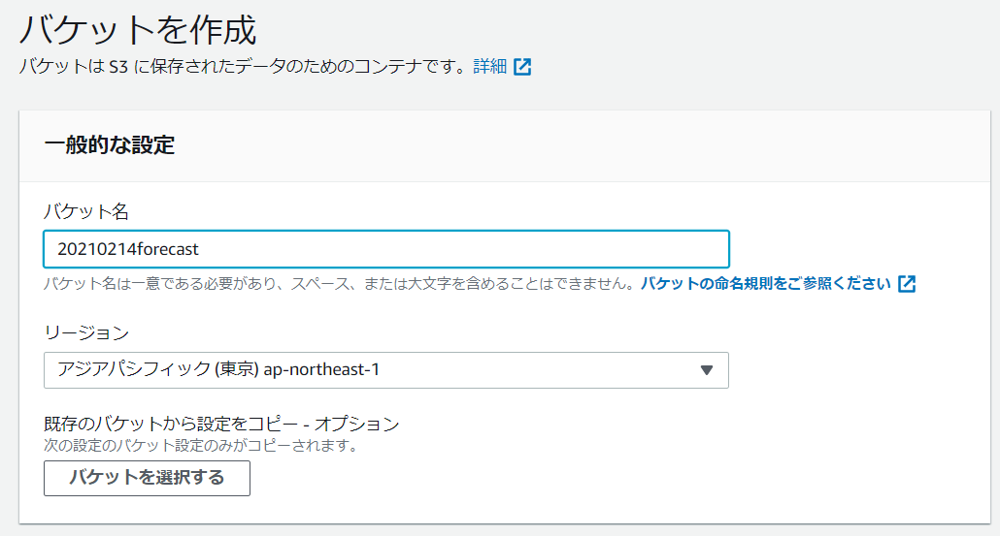 バケットを作成
バケットは S3 に保存されたデータのためのコンテナです。詳細
一般的な設定
バケット名
20210214forecast
バケット名は一意である必要があり、スペース、または大文字を含めることはできません。バケットの命名規則をご参照ください
リージョン
アジアパシフィック (東京) ap-northeast-1
既存のバケットから設定をコピー - オプション
次の設定のバケット設定のみがコピーされます。
バケットを選択する